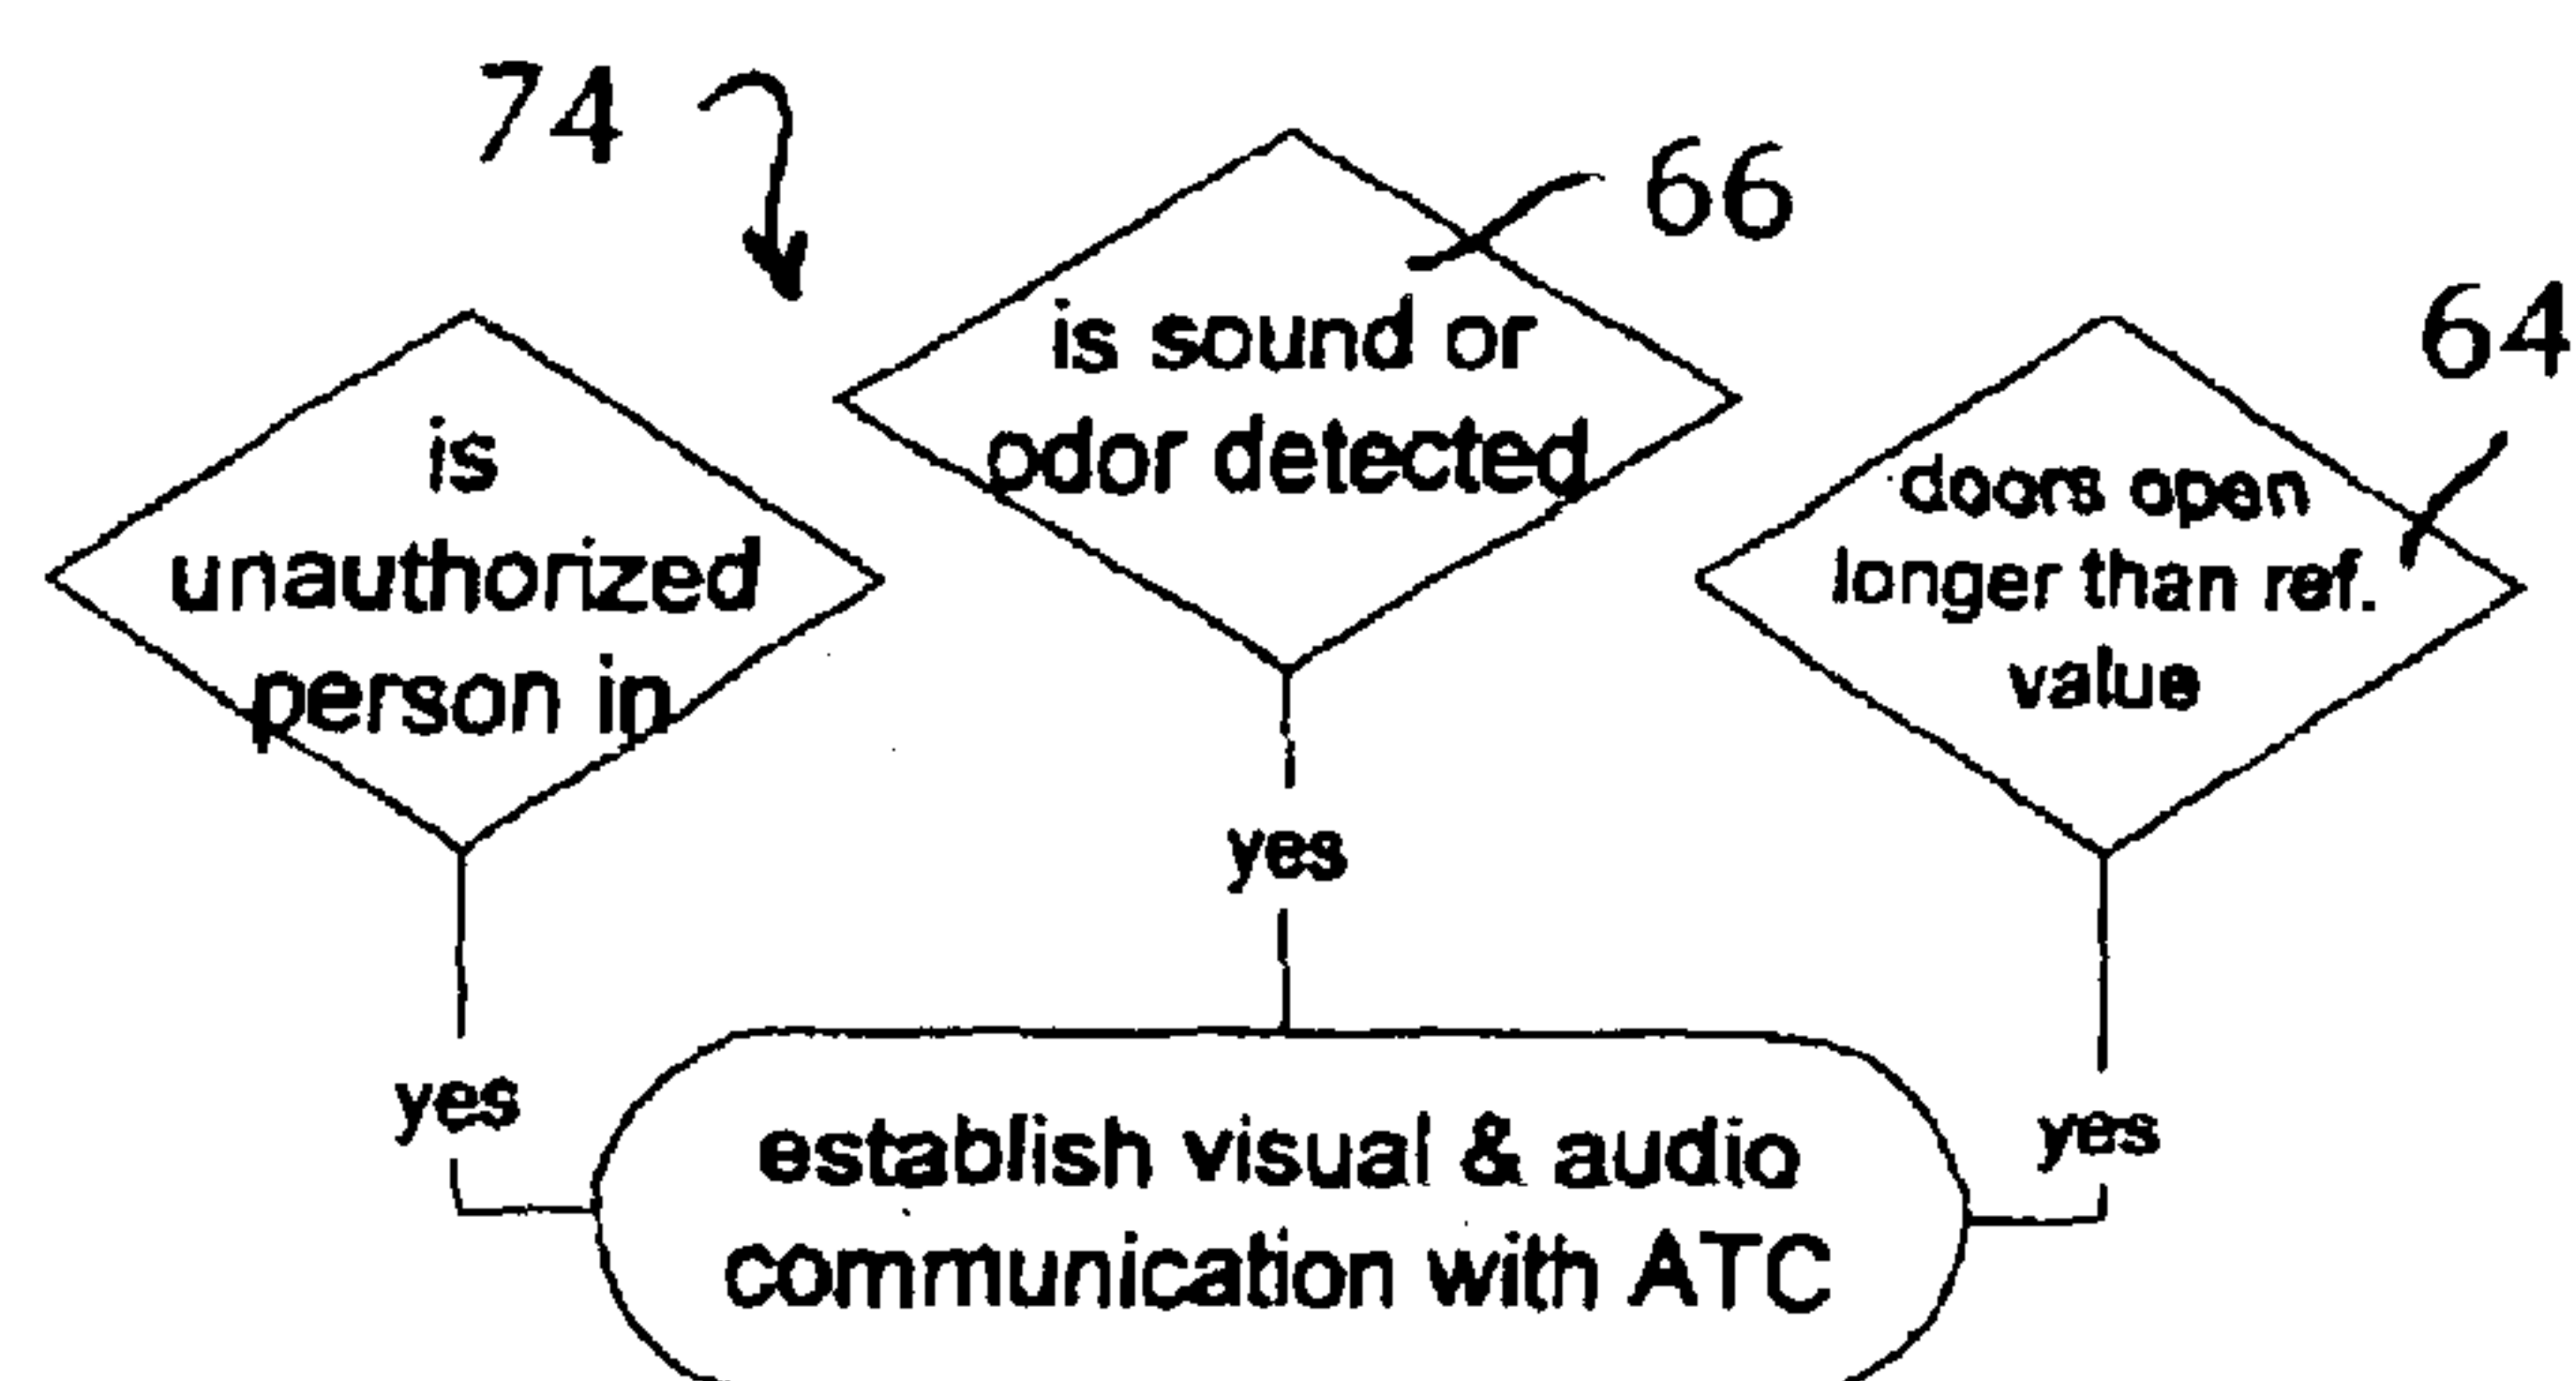 74
66
64
is
unauthorized
person in
is sound or
odor detected
doors open
longer than ref.
value
yes
yes
yes
establish visual & audio
communication with ATC